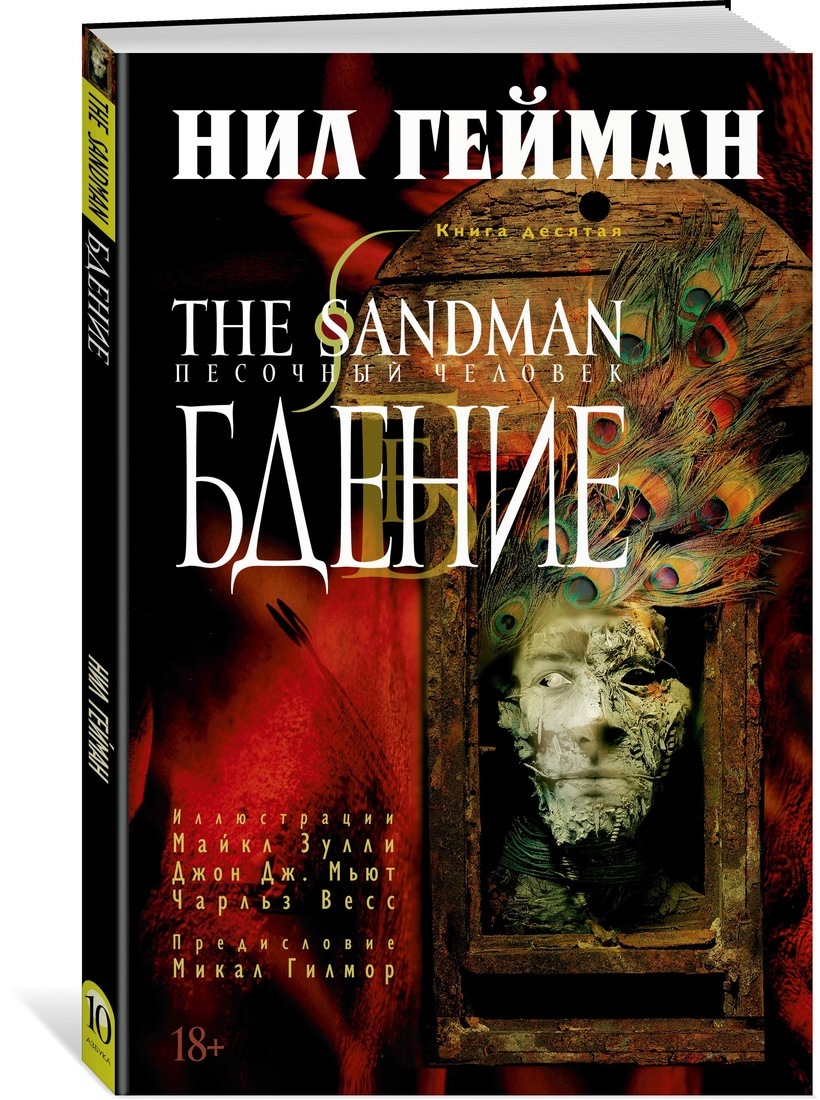 НИЛ ГЕЙМАН
Книга десятая
THE SANDMAN
ПЕСОЧНЫЙ ЧЕЛОВЕК
БДЕНИЕ
Иллюстрации
Майкл Зулли
Джон Дж. Мьют
Чарльз Весс
Предисловие
Микал Гилмор
18+
THE SANDMAN БДЕНИЕ
НИЛ ГЕЙМАН
10
АЗБУКА